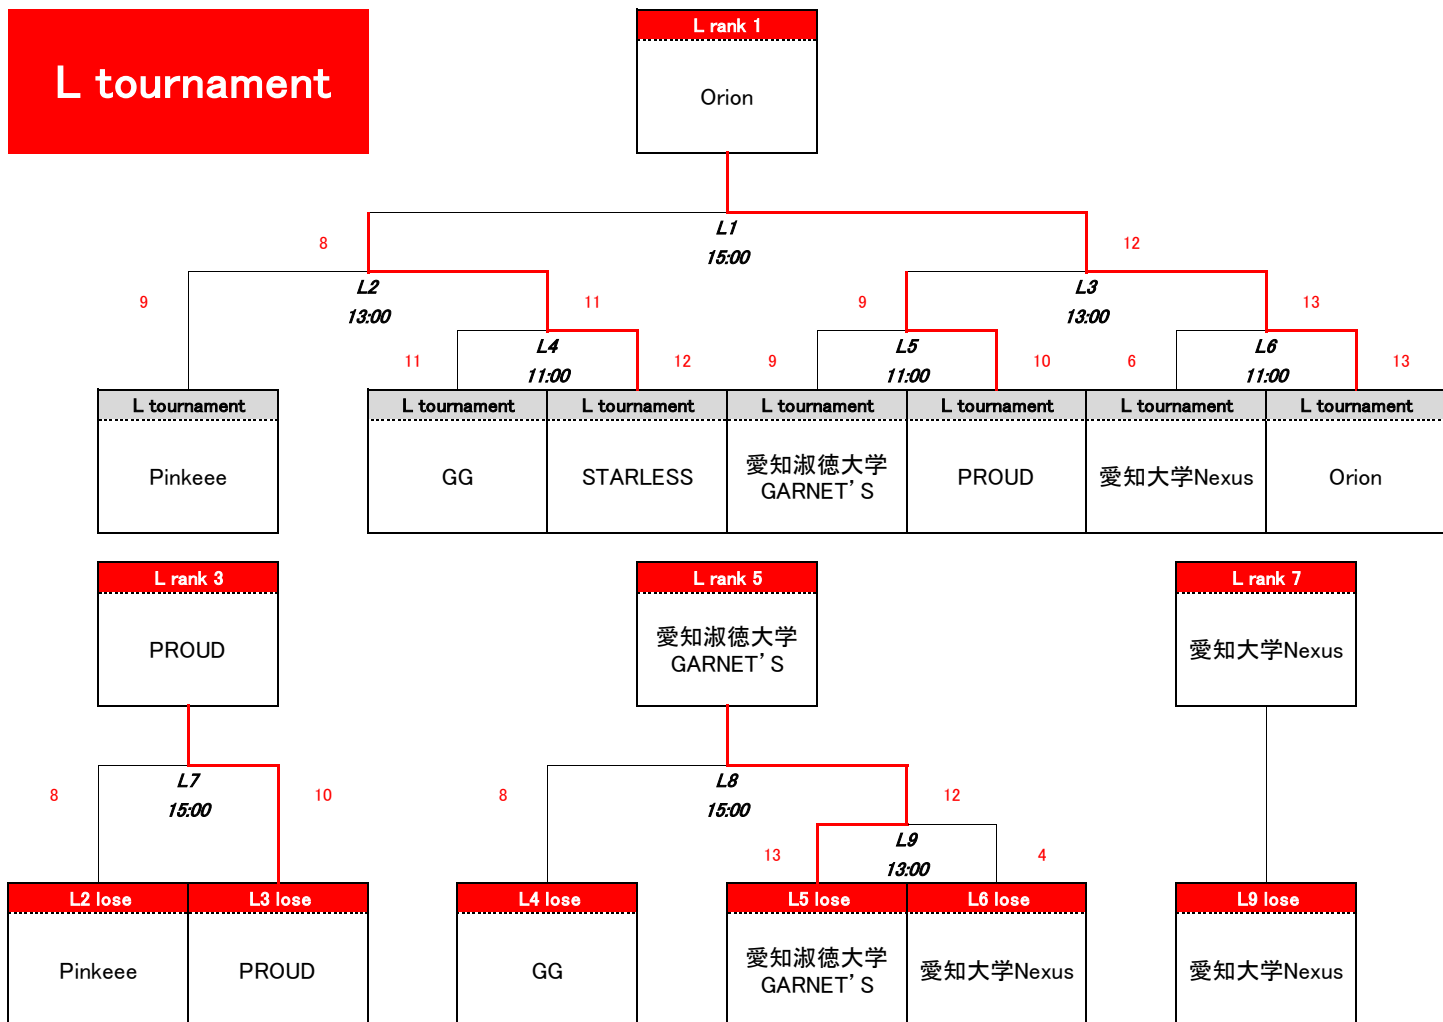 L tournament
L rank 1
Orion
L1
15:00
8
12
L2
13:00
L3
13:00
9
11
9
13
L4
11:00
L5
11:00
L6
11:00
11
12
9
10
6
13
L tournament
L tournament
L tournament
L tournament
L tournament
L tournament
L tournament
Pinkeee
GG
STARLESS
愛知淑徳大学
GARNET'S
PROUD
愛知大学Nexus
Orion
L rank 3
L rank 5
L rank 7
PROUD
愛知淑徳大学
GARNET'S
愛知大学Nexus
L7
15:00
8
10
L8
15:00
8
12
L9
13:00
13
4
L2 lose
L3 lose
L4 lose
L5 lose
L6 lose
L9 lose
Pinkeee
PROUD
GG
愛知淑徳大学
GARNET'S
愛知大学Nexus
愛知大学Nexus